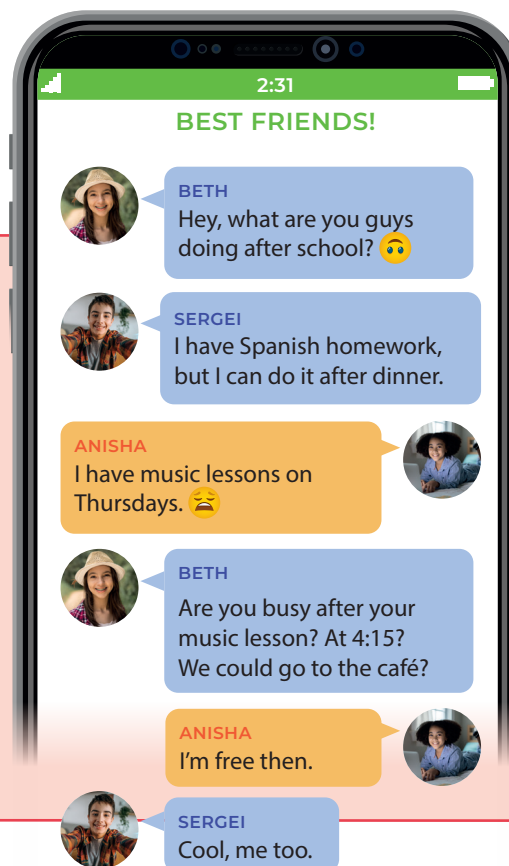 2:31
BEST FRIENDS!
BETH
Hey, what are you guys
doing after school? 🙃
SERGEI
I have Spanish homework,
but I can do it after dinner.
ANISHA
I have music lessons on
Thursdays. 😩
BETH
Are you busy after your
music lesson? At 4:15?
We could go to the café?
ANISHA
I'm free then.
SERGEI
Cool, me too.